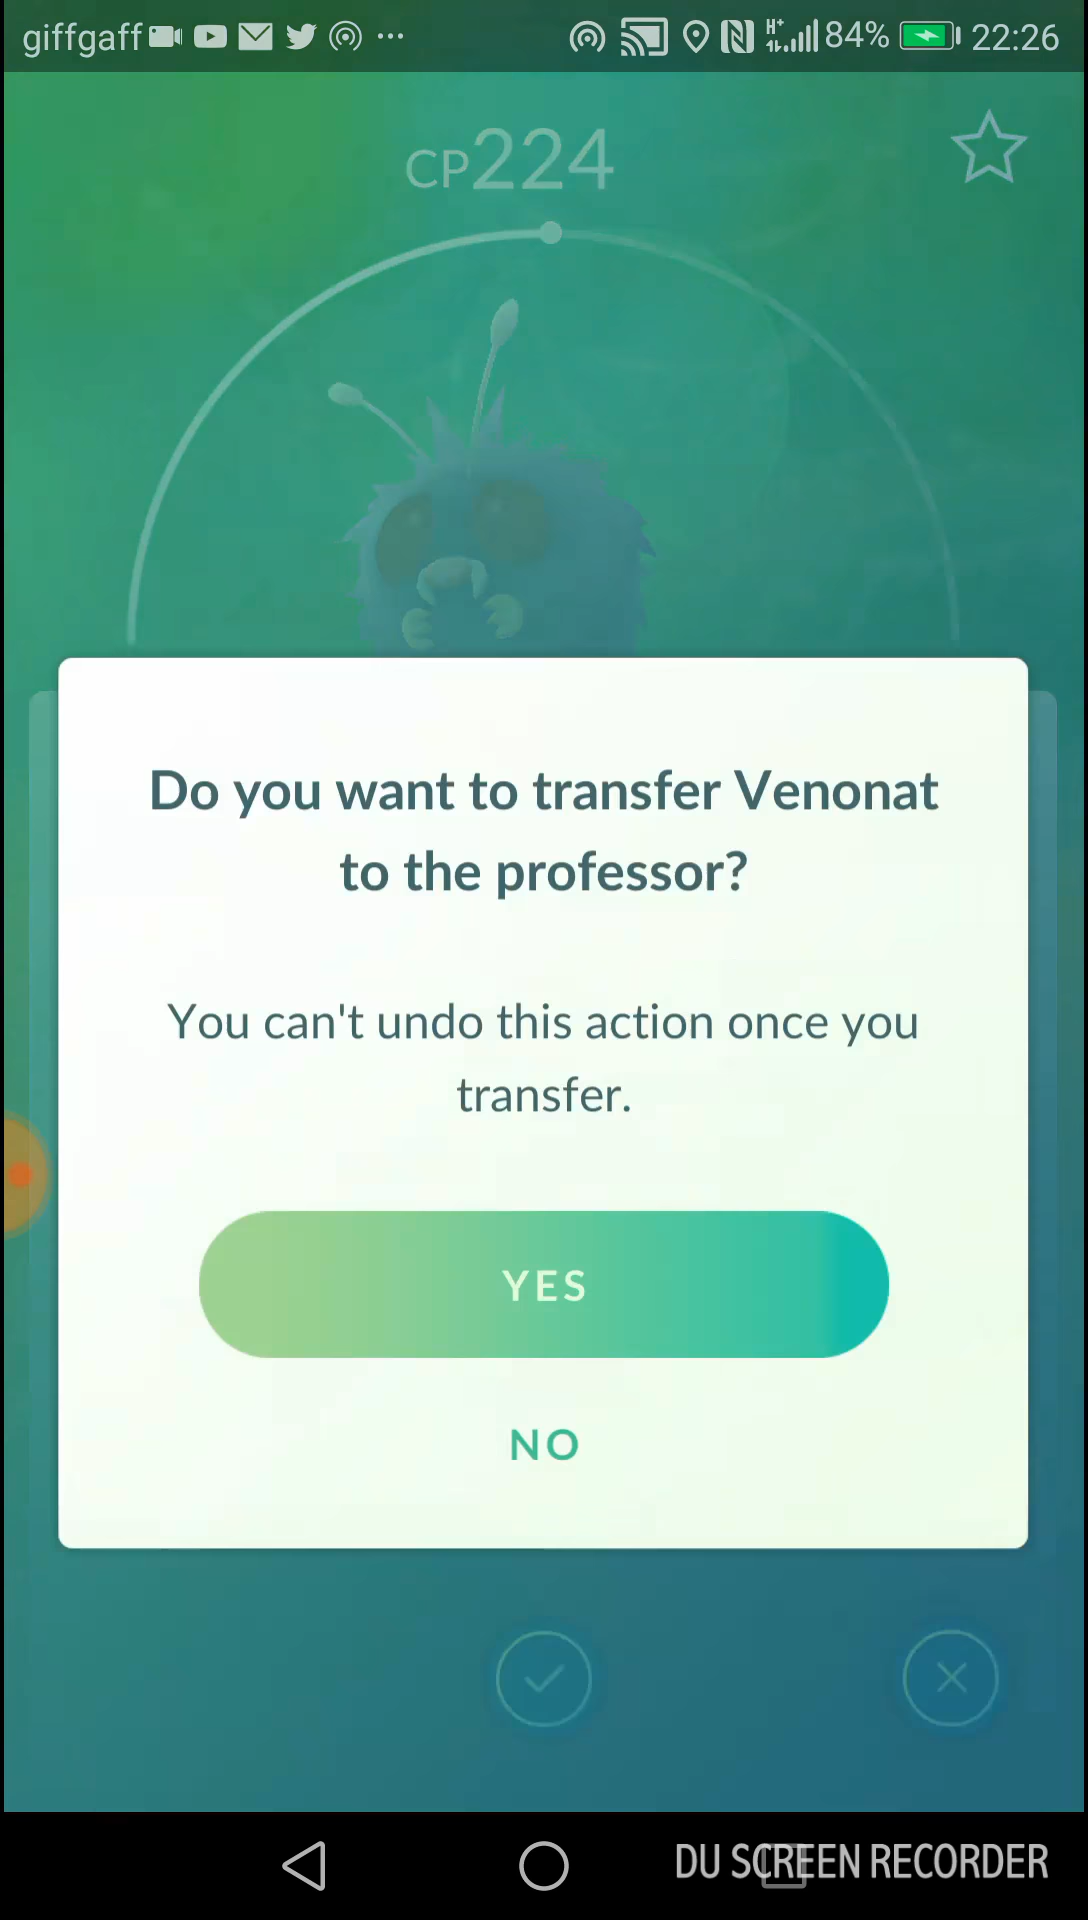 giffgaff 84% 22:26
CP224
Do you want to transfer Venonat
to the professor?
You can't undo this action once you
transfer.
YES
NO
DU SCREEN RECORDER